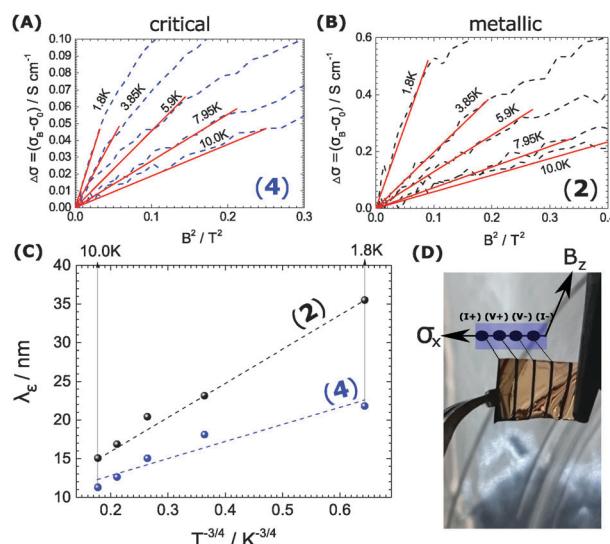 (A) critical
Δσ = (σB-σ0) / S cm⁻¹
0.10
0.09
0.08
0.07
0.06
0.05
0.04
0.03
0.02
0.01
0.00
1.8K
3.85K
5.9K
7.95K
10.0K
(4)
0.0 0.1 0.2 0.3
B² / T²
(B) metallic
Δσ = (σB-σ0) / S cm⁻¹
0.6
0.4
0.2
0.0
1.8K
3.85K
5.9K
7.95K
10.0K
(2)
0.0 0.1 0.2 0.3
B² / T²
(C)
10.0K 1.8K
λε / nm
40
35
30
25
20
15
10
(2)
(4)
0.2 0.3 0.4 0.5 0.6
T⁻³ᐟ⁴ / K⁻³ᐟ⁴
(D)
Bz
(I+) (V+) (V-) (I-)
σx